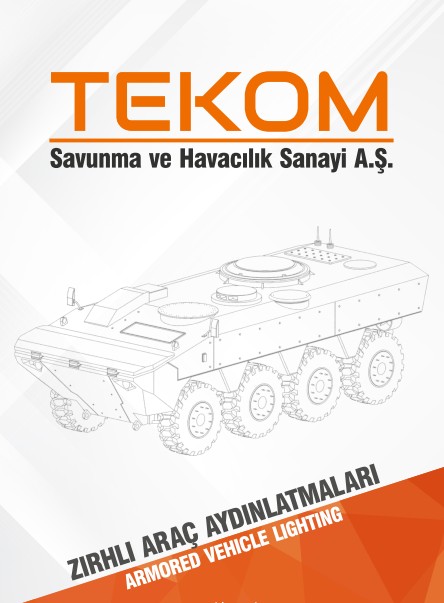 TEKOM
Savunma ve Havacılık Sanayi A.Ş.
ZIRHLI ARAÇ AYDINLATMALARI
ARMORED VEHICLE LIGHTING